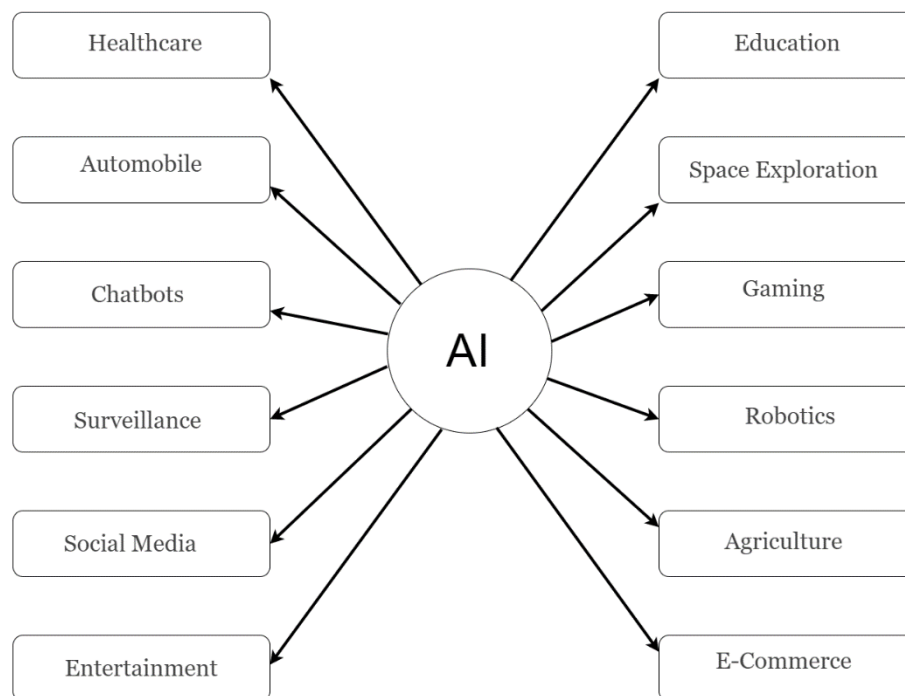 Healthcare
Education
Automobile
Space Exploration
Chatbots
Gaming
AI
Surveillance
Robotics
Social Media
Agriculture
Entertainment
E-Commerce